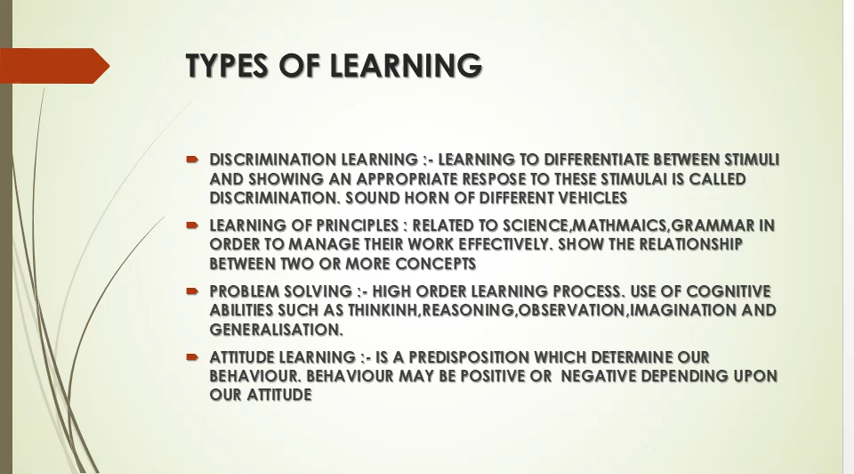 TYPES OF LEARNING
DISCRIMINATION LEARNING :- LEARNING TO DIFFERENTIATE BETWEEN STIMULI
AND SHOWING AN APPROPRIATE RESPOSE TO THESE STIMULAI IS CALLED
DISCRIMINATION. SOUND HORN OF DIFFERENT VEHICLES
LEARNING OF PRINCIPLES : RELATED TO SCIENCE,MATHMAICS,GRAMMAR IN
ORDER TO MANAGE THEIR WORK EFFECTIVELY. SHOW THE RELATIONSHIP
BETWEEN TWO OR MORE CONCEPTS
PROBLEM SOLVING :- HIGH ORDER LEARNING PROCESS. USE OF COGNITIVE
ABILITIES SUCH AS THINKINH,REASONING,OBSERVATION,IMAGINATION AND
GENERALISATION.
ATTITUDE LEARNING :- IS A PREDISPOSITION WHICH DETERMINE OUR
BEHAVIOUR. BEHAVIOUR MAY BE POSITIVE OR  NEGATIVE DEPENDING UPON
OUR ATTITUDE